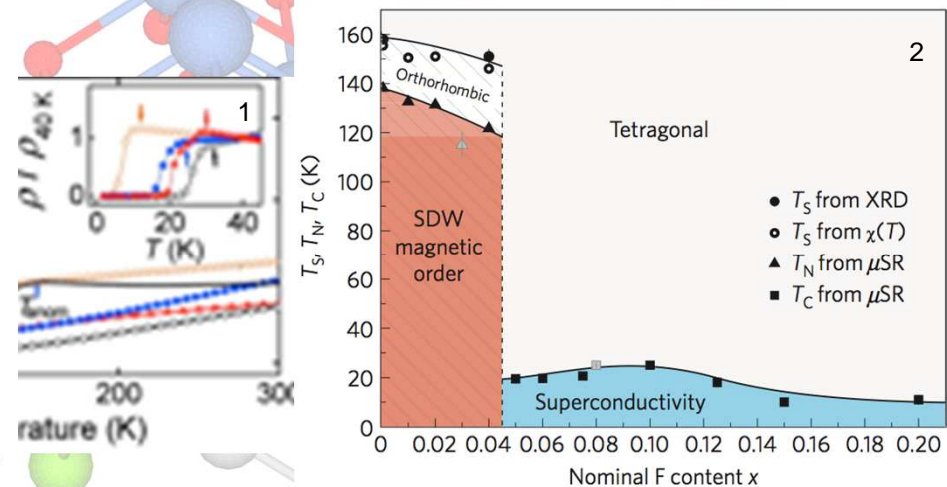 1
ρ / ρ40 K
1
0
0 20 40
T (K)
200 300
rature (K)
2
160
140
120
100
80
60
40
20
0
TS, TN, TC (K)
Orthorhombic
Tetragonal
SDW
magnetic
order
TS from XRD
TS from χ(T)
TN from μSR
TC from μSR
Superconductivity
0 0.02 0.04 0.06 0.08 0.10 0.12 0.14 0.16 0.18 0.20
Nominal F content x